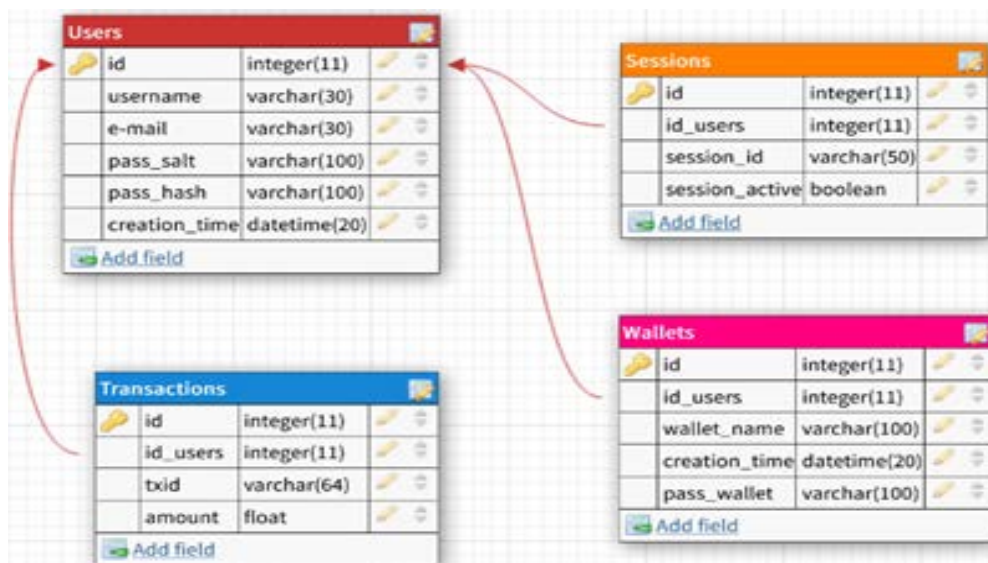 Users
id integer(11)
username varchar(30)
e-mail varchar(30)
pass_salt varchar(100)
pass_hash varchar(100)
creation_time datetime(20)
Add field
Sessions
id integer(11)
id_users integer(11)
session_id varchar(50)
session_active boolean
Add field
Transactions
id integer(11)
id_users integer(11)
txid varchar(64)
amount float
Add field
Wallets
id integer(11)
id_users integer(11)
wallet_name varchar(100)
creation_time datetime(20)
pass_wallet varchar(100)
Add field